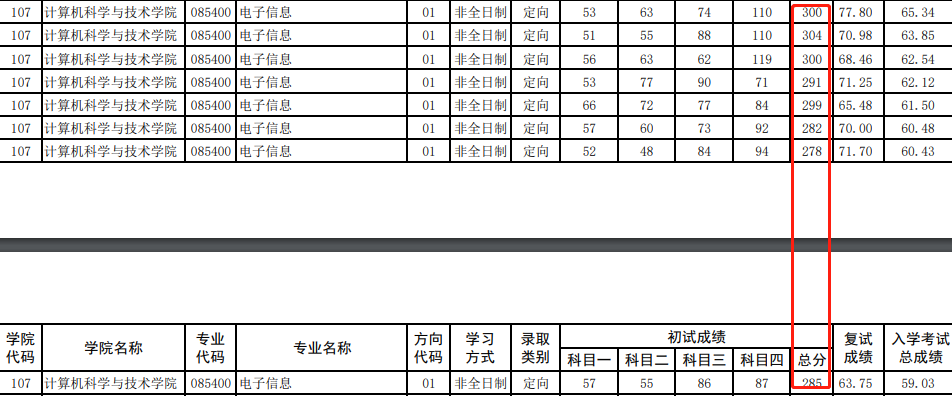 107 计算机科学与技术学院 085400 电子信息 01 非全日制 定向 53 63 74 110 300 77.80 65.34
107 计算机科学与技术学院 085400 电子信息 01 非全日制 定向 51 55 88 110 304 70.98 63.85
107 计算机科学与技术学院 085400 电子信息 01 非全日制 定向 56 63 62 119 300 68.46 62.54
107 计算机科学与技术学院 085400 电子信息 01 非全日制 定向 53 77 90 71 291 71.25 62.12
107 计算机科学与技术学院 085400 电子信息 01 非全日制 定向 66 72 77 84 299 65.48 61.50
107 计算机科学与技术学院 085400 电子信息 01 非全日制 定向 57 60 73 92 282 70.00 60.48
107 计算机科学与技术学院 085400 电子信息 01 非全日制 定向 52 48 84 94 278 71.70 60.43
学院代码 学院名称 专业代码 专业名称 方向代码 学习方式 录取类别 初试成绩 复试成绩 入学考试总成绩
科目一 科目二 科目三 科目四 总分
107 计算机科学与技术学院 085400 电子信息 01 非全日制 定向 57 55 86 87 285 63.75 59.03